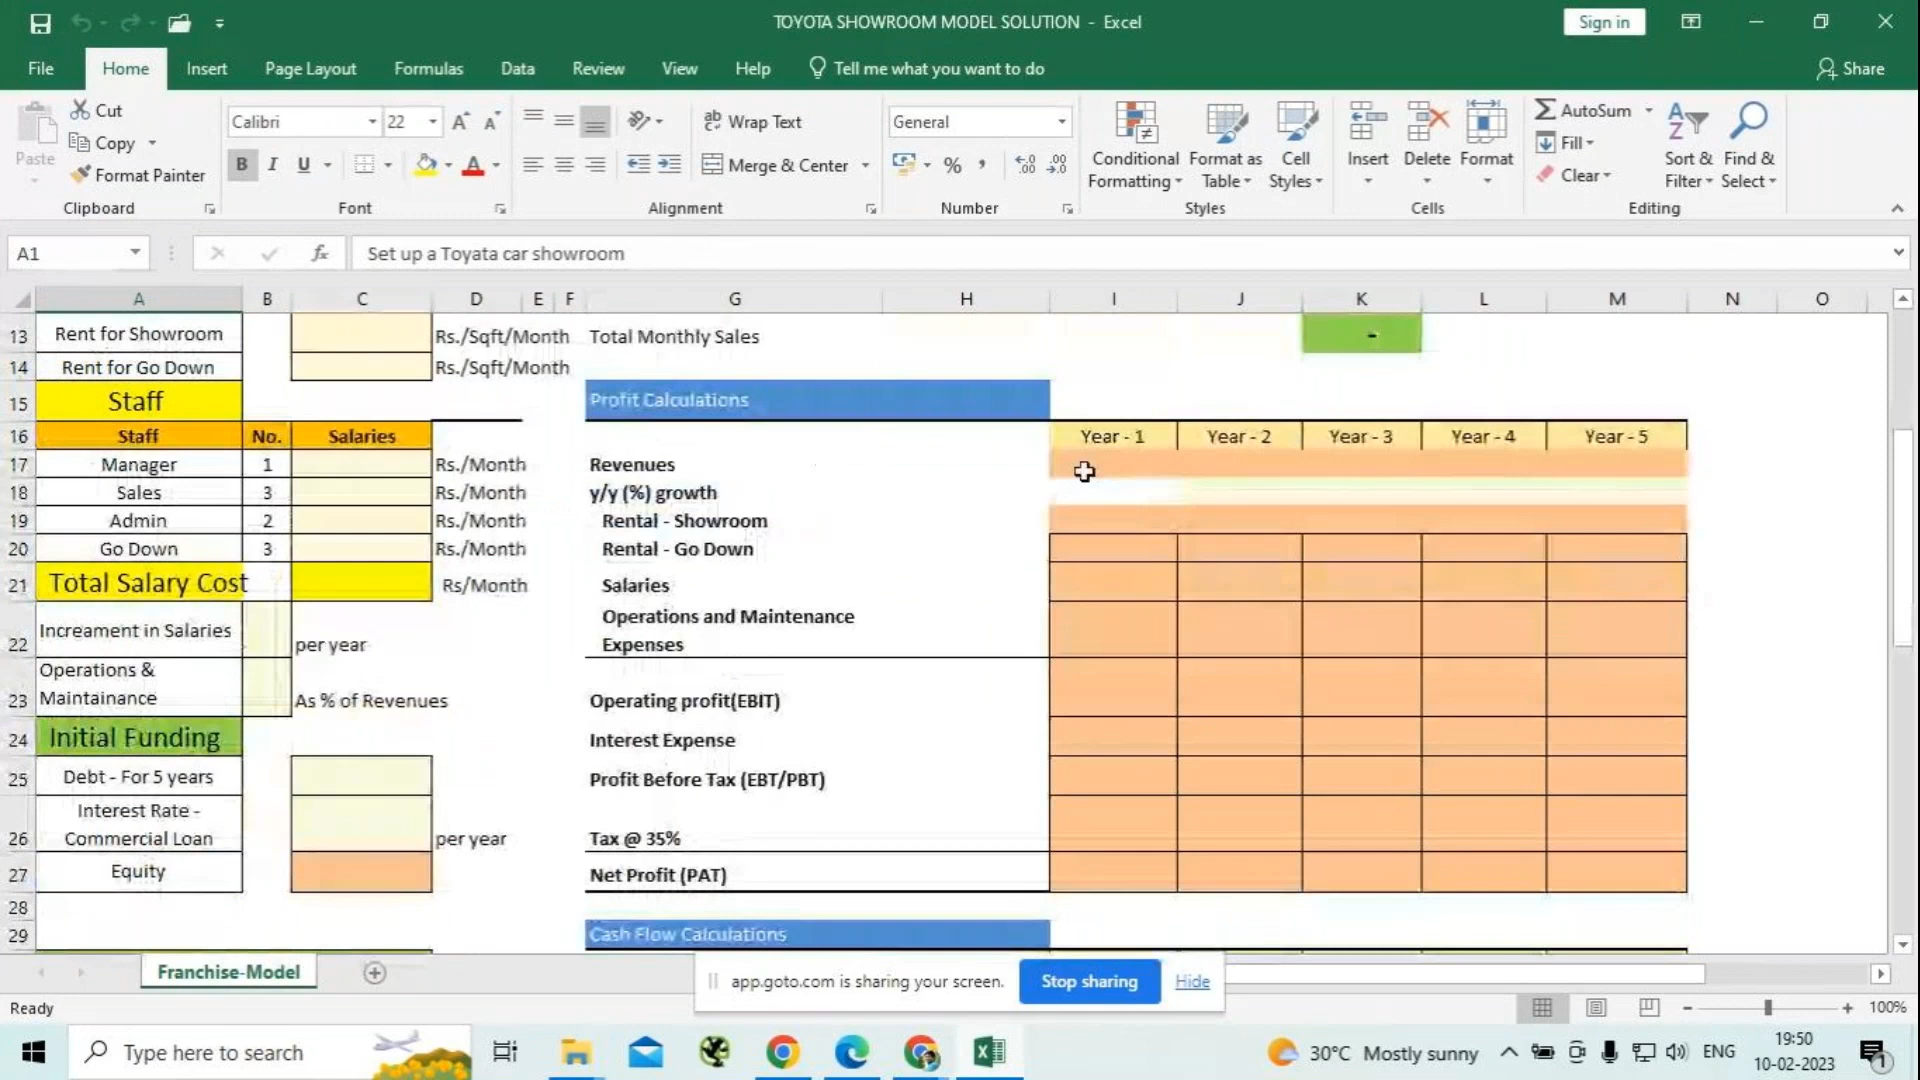 TOYOTA SHOWROOM MODEL SOLUTION - Excel
Sign in
File Home Insert Page Layout Formulas Data Review View Help Tell me what you want to do Share
Paste
Cut
Copy
Format Painter
Clipboard
Calibri 22
B I U
Font
Wrap Text
Merge & Center
Alignment
General
Number
Conditional Formatting
Format as Table
Cell Styles
Styles
Insert Delete Format
Cells
AutoSum
Fill
Clear
Sort & Filter
Find & Select
Editing
A1 fx Set up a Toyata car showroom
A B C D E F G H I J K L M N O
13 Rent for Showroom Rs./Sqft/Month Total Monthly Sales -
14 Rent for Go Down Rs./Sqft/Month
15 Staff Profit Calculations
16 Staff No. Salaries Year - 1 Year - 2 Year - 3 Year - 4 Year - 5
17 Manager 1 Rs./Month Revenues
18 Sales 3 Rs./Month y/y (%) growth
19 Admin 2 Rs./Month Rental - Showroom
20 Go Down 3 Rs./Month Rental - Go Down
21 Total Salary Cost Rs/Month Salaries
22 Increament in Salaries per year Operations and Maintenance
Expenses
23 Operations &
Maintainance As % of Revenues Operating profit(EBIT)
24 Initial Funding Interest Expense
25 Debt - For 5 years Profit Before Tax (EBT/PBT)
26 Interest Rate -
Commercial Loan per year Tax @ 35%
27 Equity Net Profit (PAT)
28
29 Cash Flow Calculations
Franchise-Model
app.goto.com is sharing your screen. Stop sharing Hide
Ready 100%
Type here to search 30°C Mostly sunny ENG 19:50
10-02-2023 1